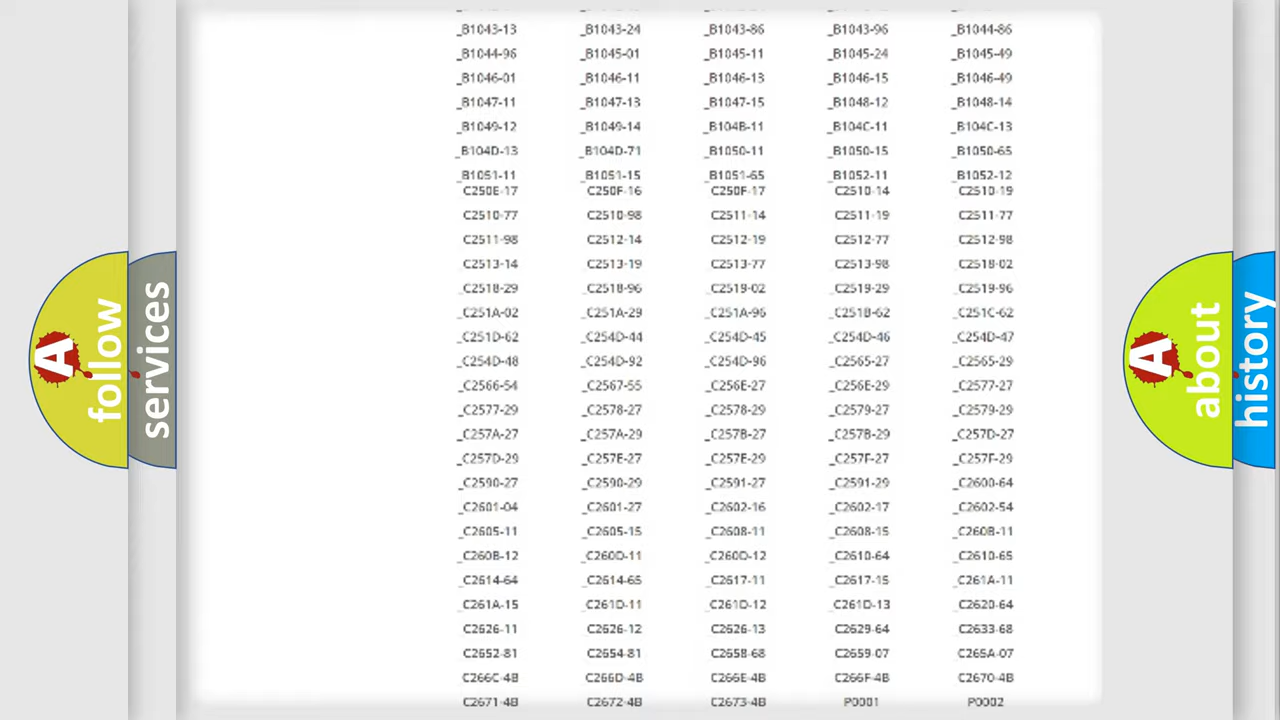 _B1043-13 _B1043-24 _B1043-86 _B1043-96 _B1044-86
_B1044-96 _B1045-01 _B1045-11 _B1045-24 _B1045-49
_B1046-01 _B1046-11 _B1046-13 _B1046-15 _B1046-49
_B1047-11 _B1047-13 _B1047-15 _B1048-12 _B1048-14
_B1049-12 _B1049-14 _B104B-11 _B104C-11 _B104C-13
_B104D-13 _B104D-71 _B1050-11 _B1050-15 _B1050-65
_B1051-11 _B1051-15 _B1051-65 _B1052-11 _B1052-12
C250E-17 C250F-16 C250F-17 C2510-14 C2510-19
C2510-77 C2510-98 C2511-14 C2511-19 C2511-77
C2511-98 C2512-14 C2512-19 C2512-77 C2512-98
C2513-14 C2513-19 C2513-77 C2513-98 _C2518-02
_C2518-29 _C2518-96 _C2519-02 _C2519-29 _C2519-96
_C251A-02 _C251A-29 _C251A-96 _C251B-62 _C251C-62
_C251D-62 _C254D-44 _C254D-45 _C254D-46 _C254D-47
_C254D-48 _C254D-92 _C254D-96 _C2565-27 _C2565-29
_C2566-54 _C2567-55 _C256E-27 _C256E-29 _C2577-27
_C2577-29 _C2578-27 _C2578-29 _C2579-27 _C2579-29
_C257A-27 _C257A-29 _C257B-27 _C257B-29 _C257D-27
_C257D-29 _C257E-27 _C257E-29 _C257F-27 _C257F-29
_C2590-27 _C2590-29 _C2591-27 _C2591-29 _C2600-64
_C2601-04 _C2601-27 _C2602-16 _C2602-17 _C2602-54
_C2605-11 _C2605-15 _C2608-11 _C2608-15 _C260B-11
_C260B-12 _C260D-11 _C260D-12 _C2610-64 _C2610-65
_C2614-64 _C2614-65 _C2617-11 _C2617-15 _C261A-11
_C261A-15 _C261D-11 _C261D-12 _C261D-13 _C2620-64
C2626-11 C2626-12 C2626-13 C2629-64 C2633-68
C2652-81 C2654-81 C2658-68 C2659-07 C265A-07
C266C-4B C266D-4B C266E-4B C266F-4B C2670-4B
C2671-4B C2672-4B C2673-4B P0001 P0002
A follow
services
A about
history